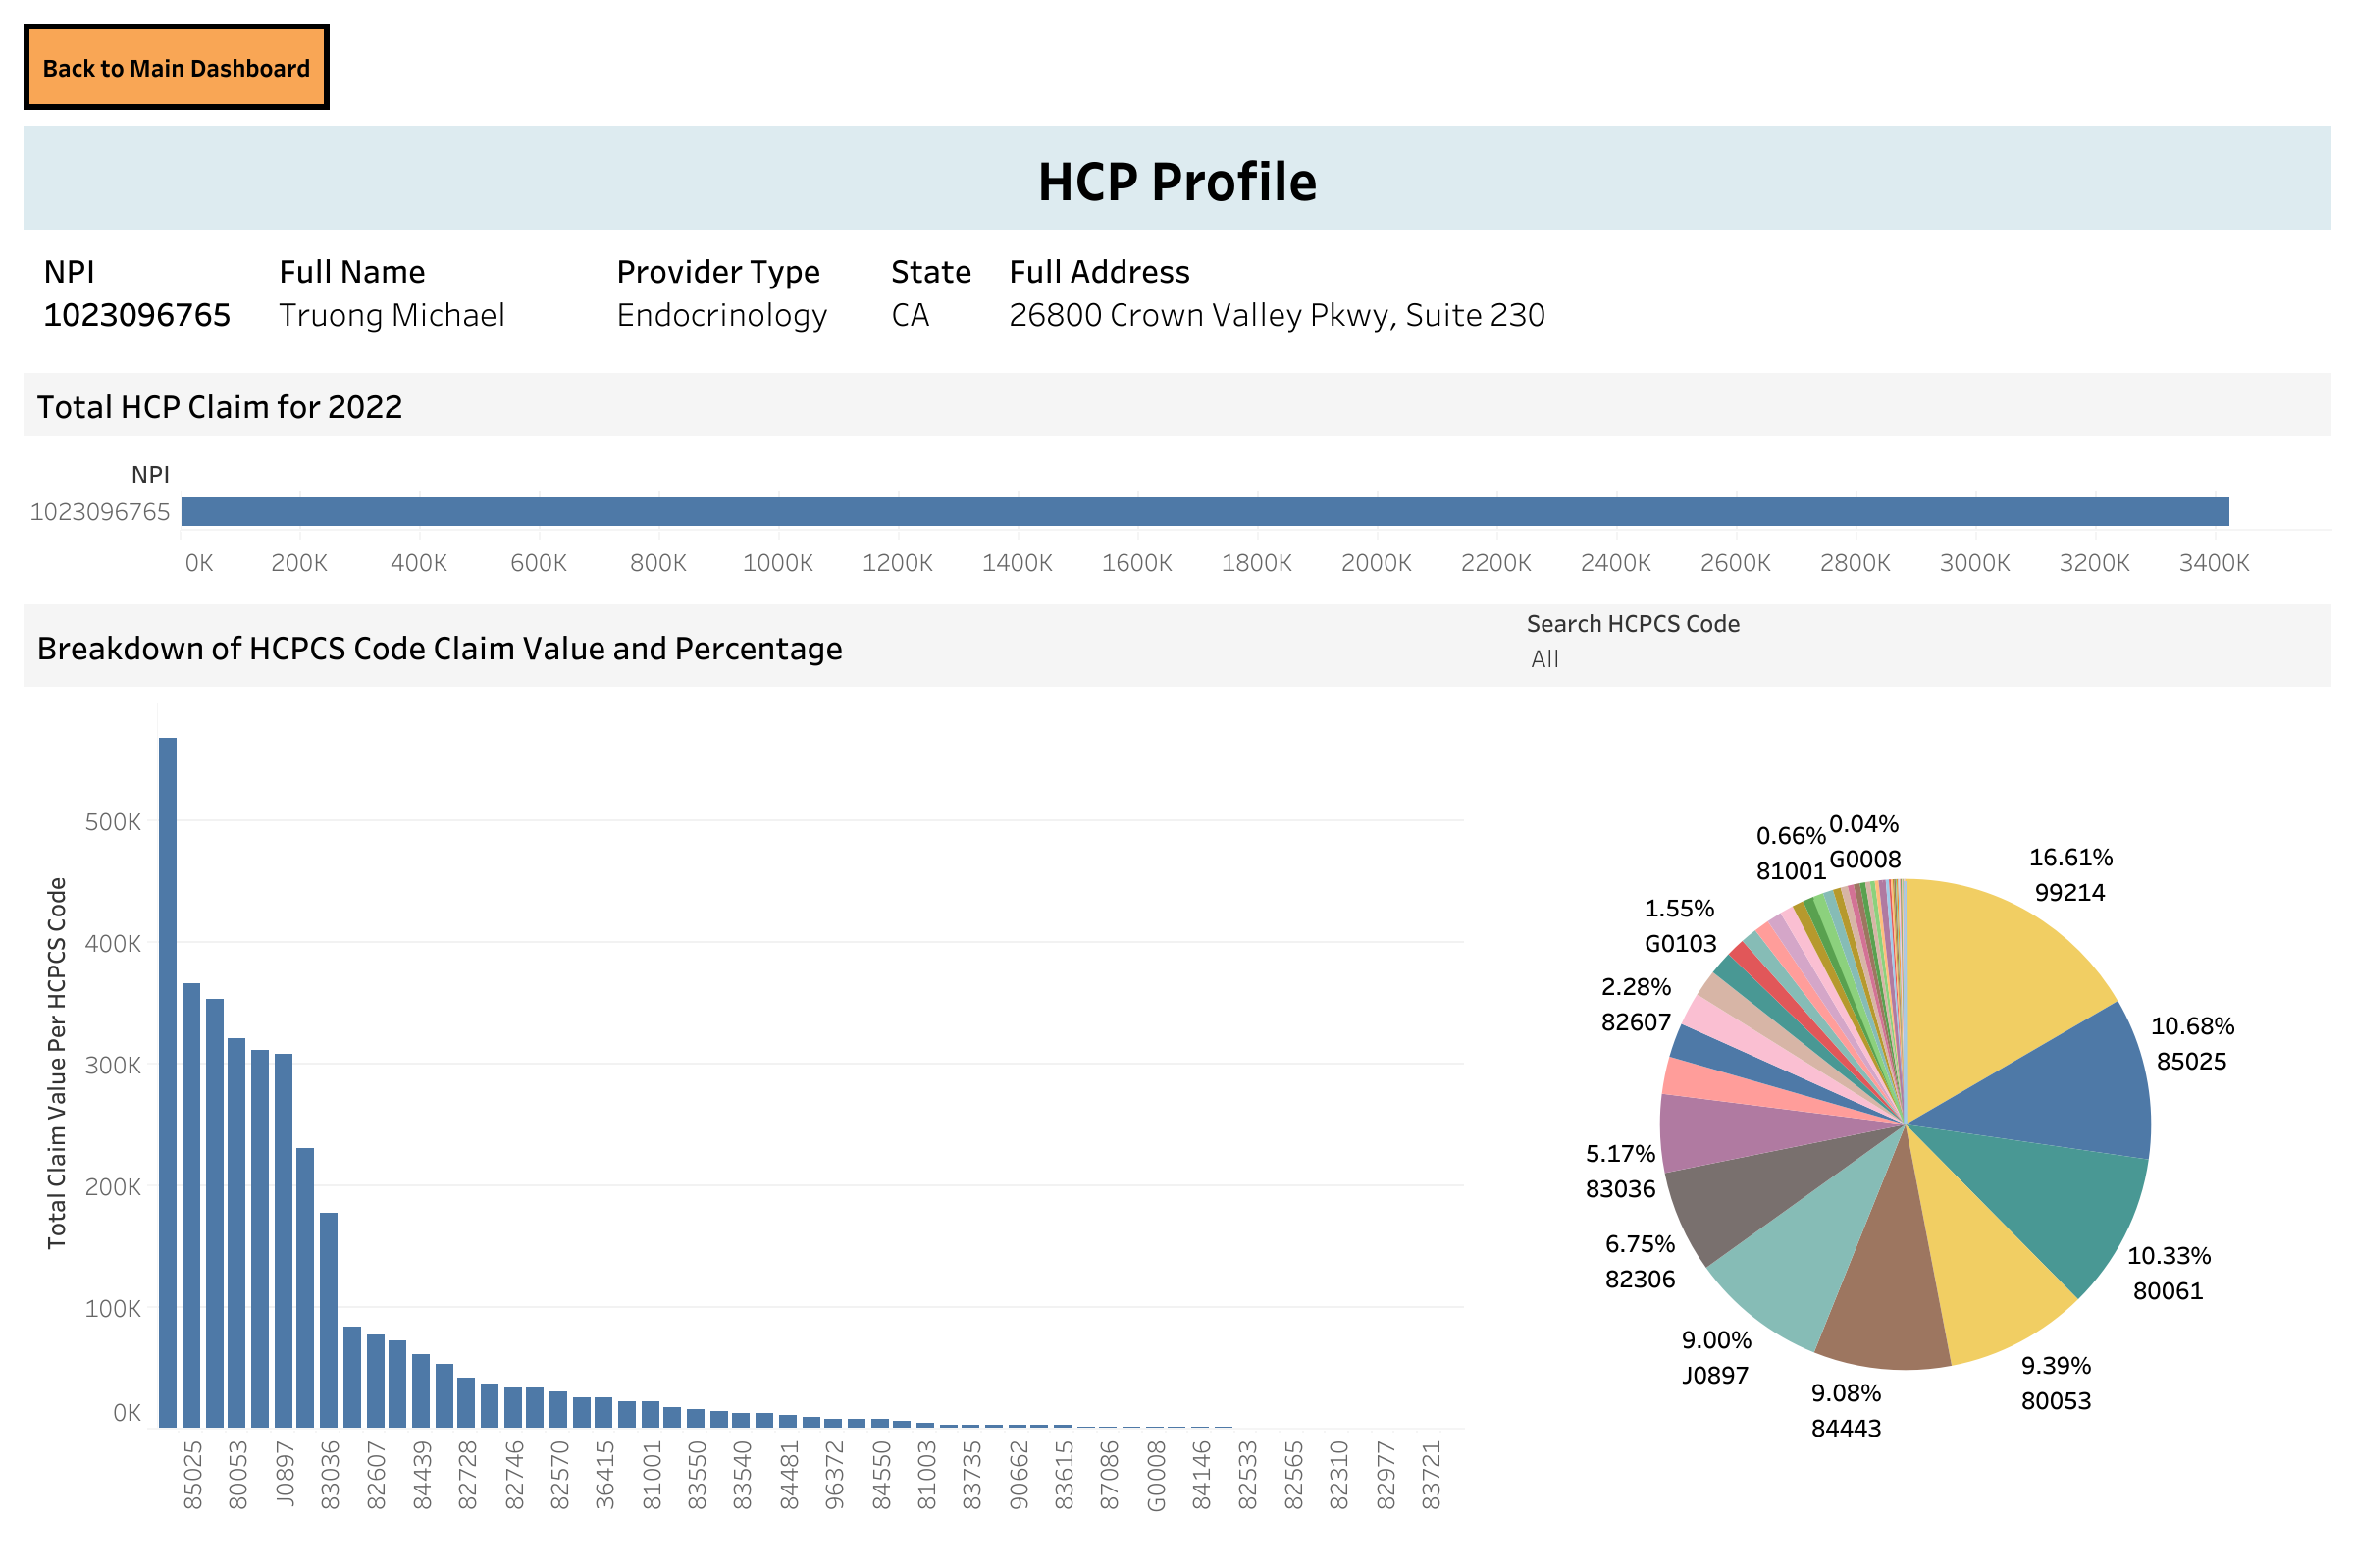 Back to Main Dashboard
HCP Profile
NPI Full Name Provider Type State Full Address
1023096765 Truong Michael Endocrinology CA 26800 Crown Valley Pkwy, Suite 230
Total HCP Claim for 2022
NPI
1023096765
0K 200K 400K 600K 800K 1000K 1200K 1400K 1600K 1800K 2000K 2200K 2400K 2600K 2800K 3000K 3200K 3400K
Breakdown of HCPCS Code Claim Value and Percentage
Search HCPCS Code
All
Total Claim Value Per HCPCS Code
500K
400K
300K
200K
100K
0K
85025 80053 J0897 83036 82607 84439 82728 82746 82570 36415 81001 83550 83540 84481 96372 84550 81003 83735 90662 83615 87086 G0008 84146 82533 82565 82310 82977 83721
16.61%
99214
10.68%
85025
10.33%
80061
9.39%
80053
9.08%
84443
9.00%
J0897
6.75%
82306
5.17%
83036
2.28%
82607
1.55%
G0103
0.66%
81001
0.04%
G0008